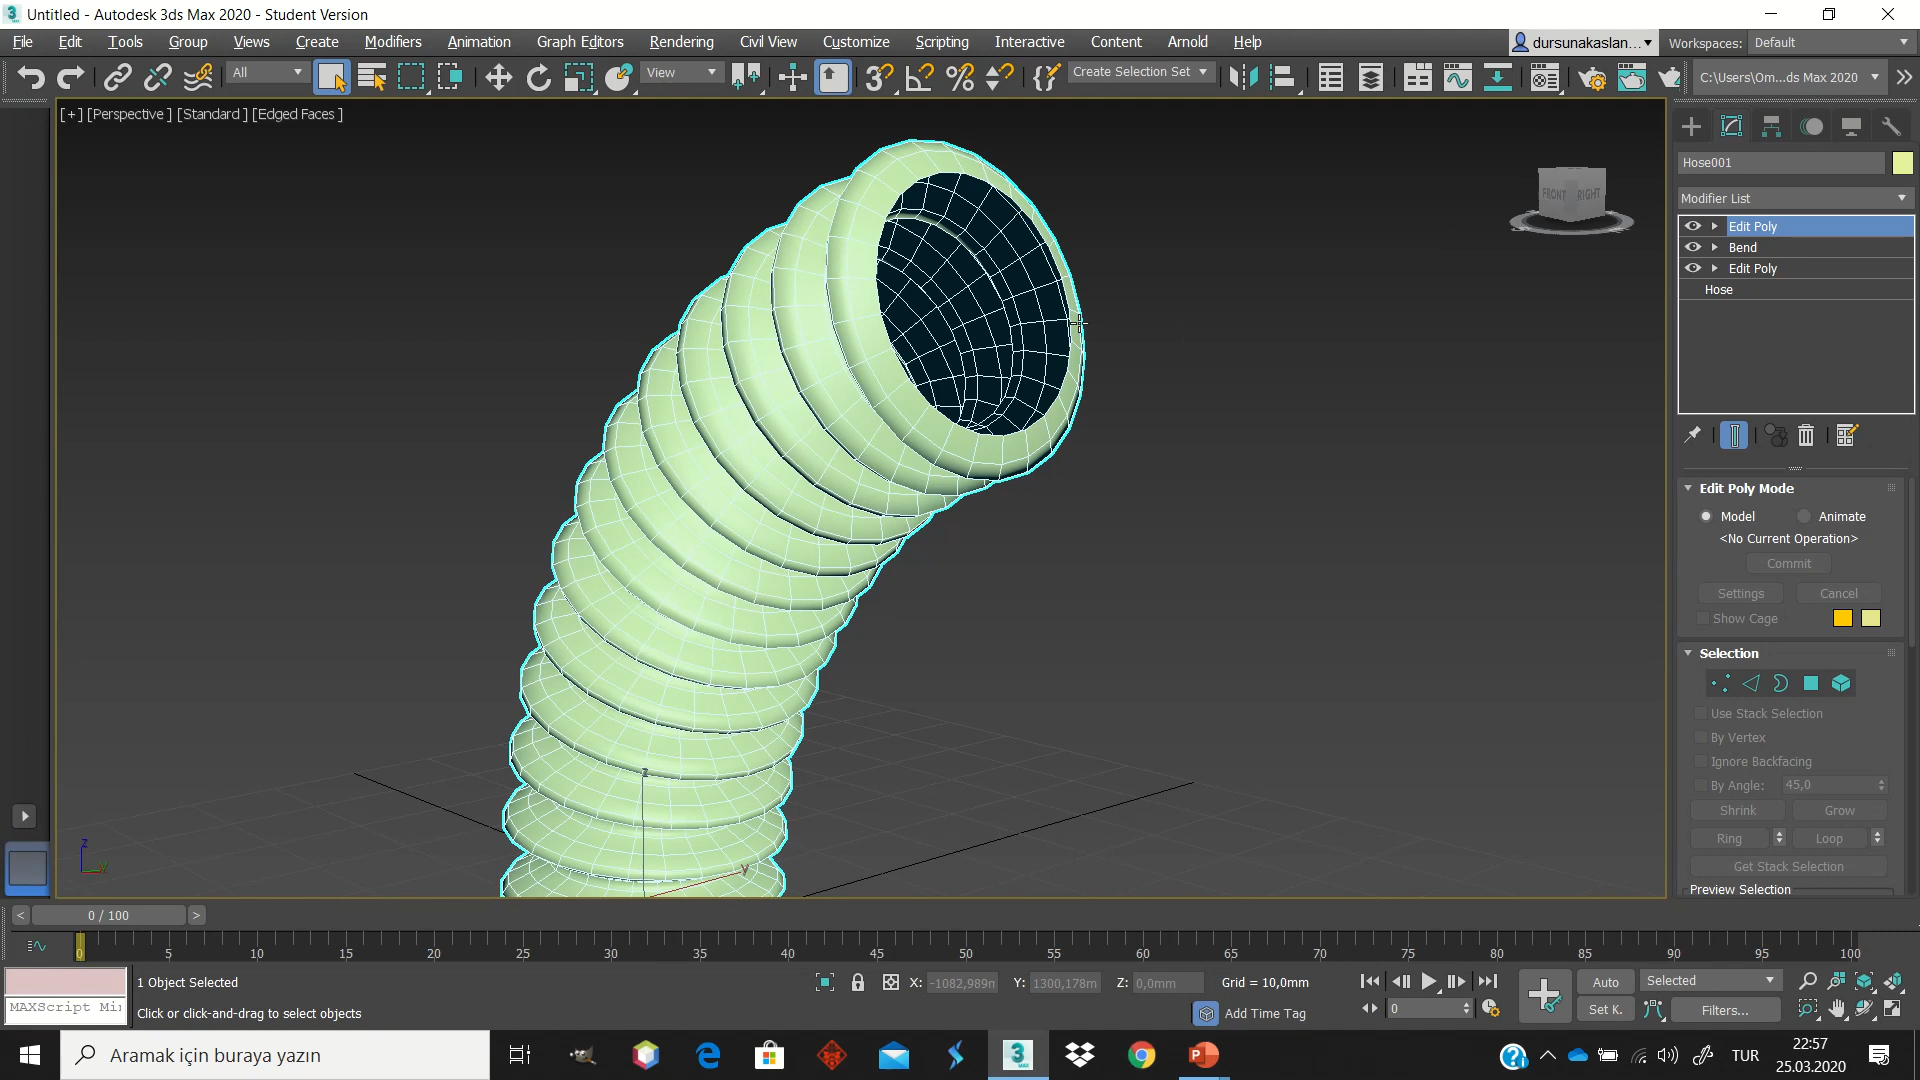 Untitled - Autodesk 3ds Max 2020 - Student Version
File Edit Tools Group Views Create Modifiers Animation Graph Editors Rendering Civil View Customize Scripting Interactive Content Arnold Help
dursunakaslan... Workspaces: Default
All View Create Selection Set C:\Users\Om...ds Max 2020
[+] [Perspective ] [Standard ] [Edged Faces ]
FRONT RIGHT
Hose001
Modifier List
Edit Poly
Bend
Edit Poly
Hose
Edit Poly Mode
Model Animate
<No Current Operation>
Commit
Settings Cancel
Show Cage
Selection
Use Stack Selection
By Vertex
Ignore Backfacing
By Angle: 45,0
Shrink Grow
Ring Loop
Get Stack Selection
Preview Selection
z
y
z
y
< 0 / 100 >
0 5 10 15 20 25 30 35 40 45 50 55 60 65 70 75 80 85 90 95 100
1 Object Selected
X: -1082,989m Y: 1300,178m Z: 0,0mm Grid = 10,0mm
Auto Selected
MAXScript Mi
Click or click-and-drag to select objects
Add Time Tag
0
Set K. Filters...
Aramak için buraya yazın
3
MAX
TUR
22:57
25.03.2020